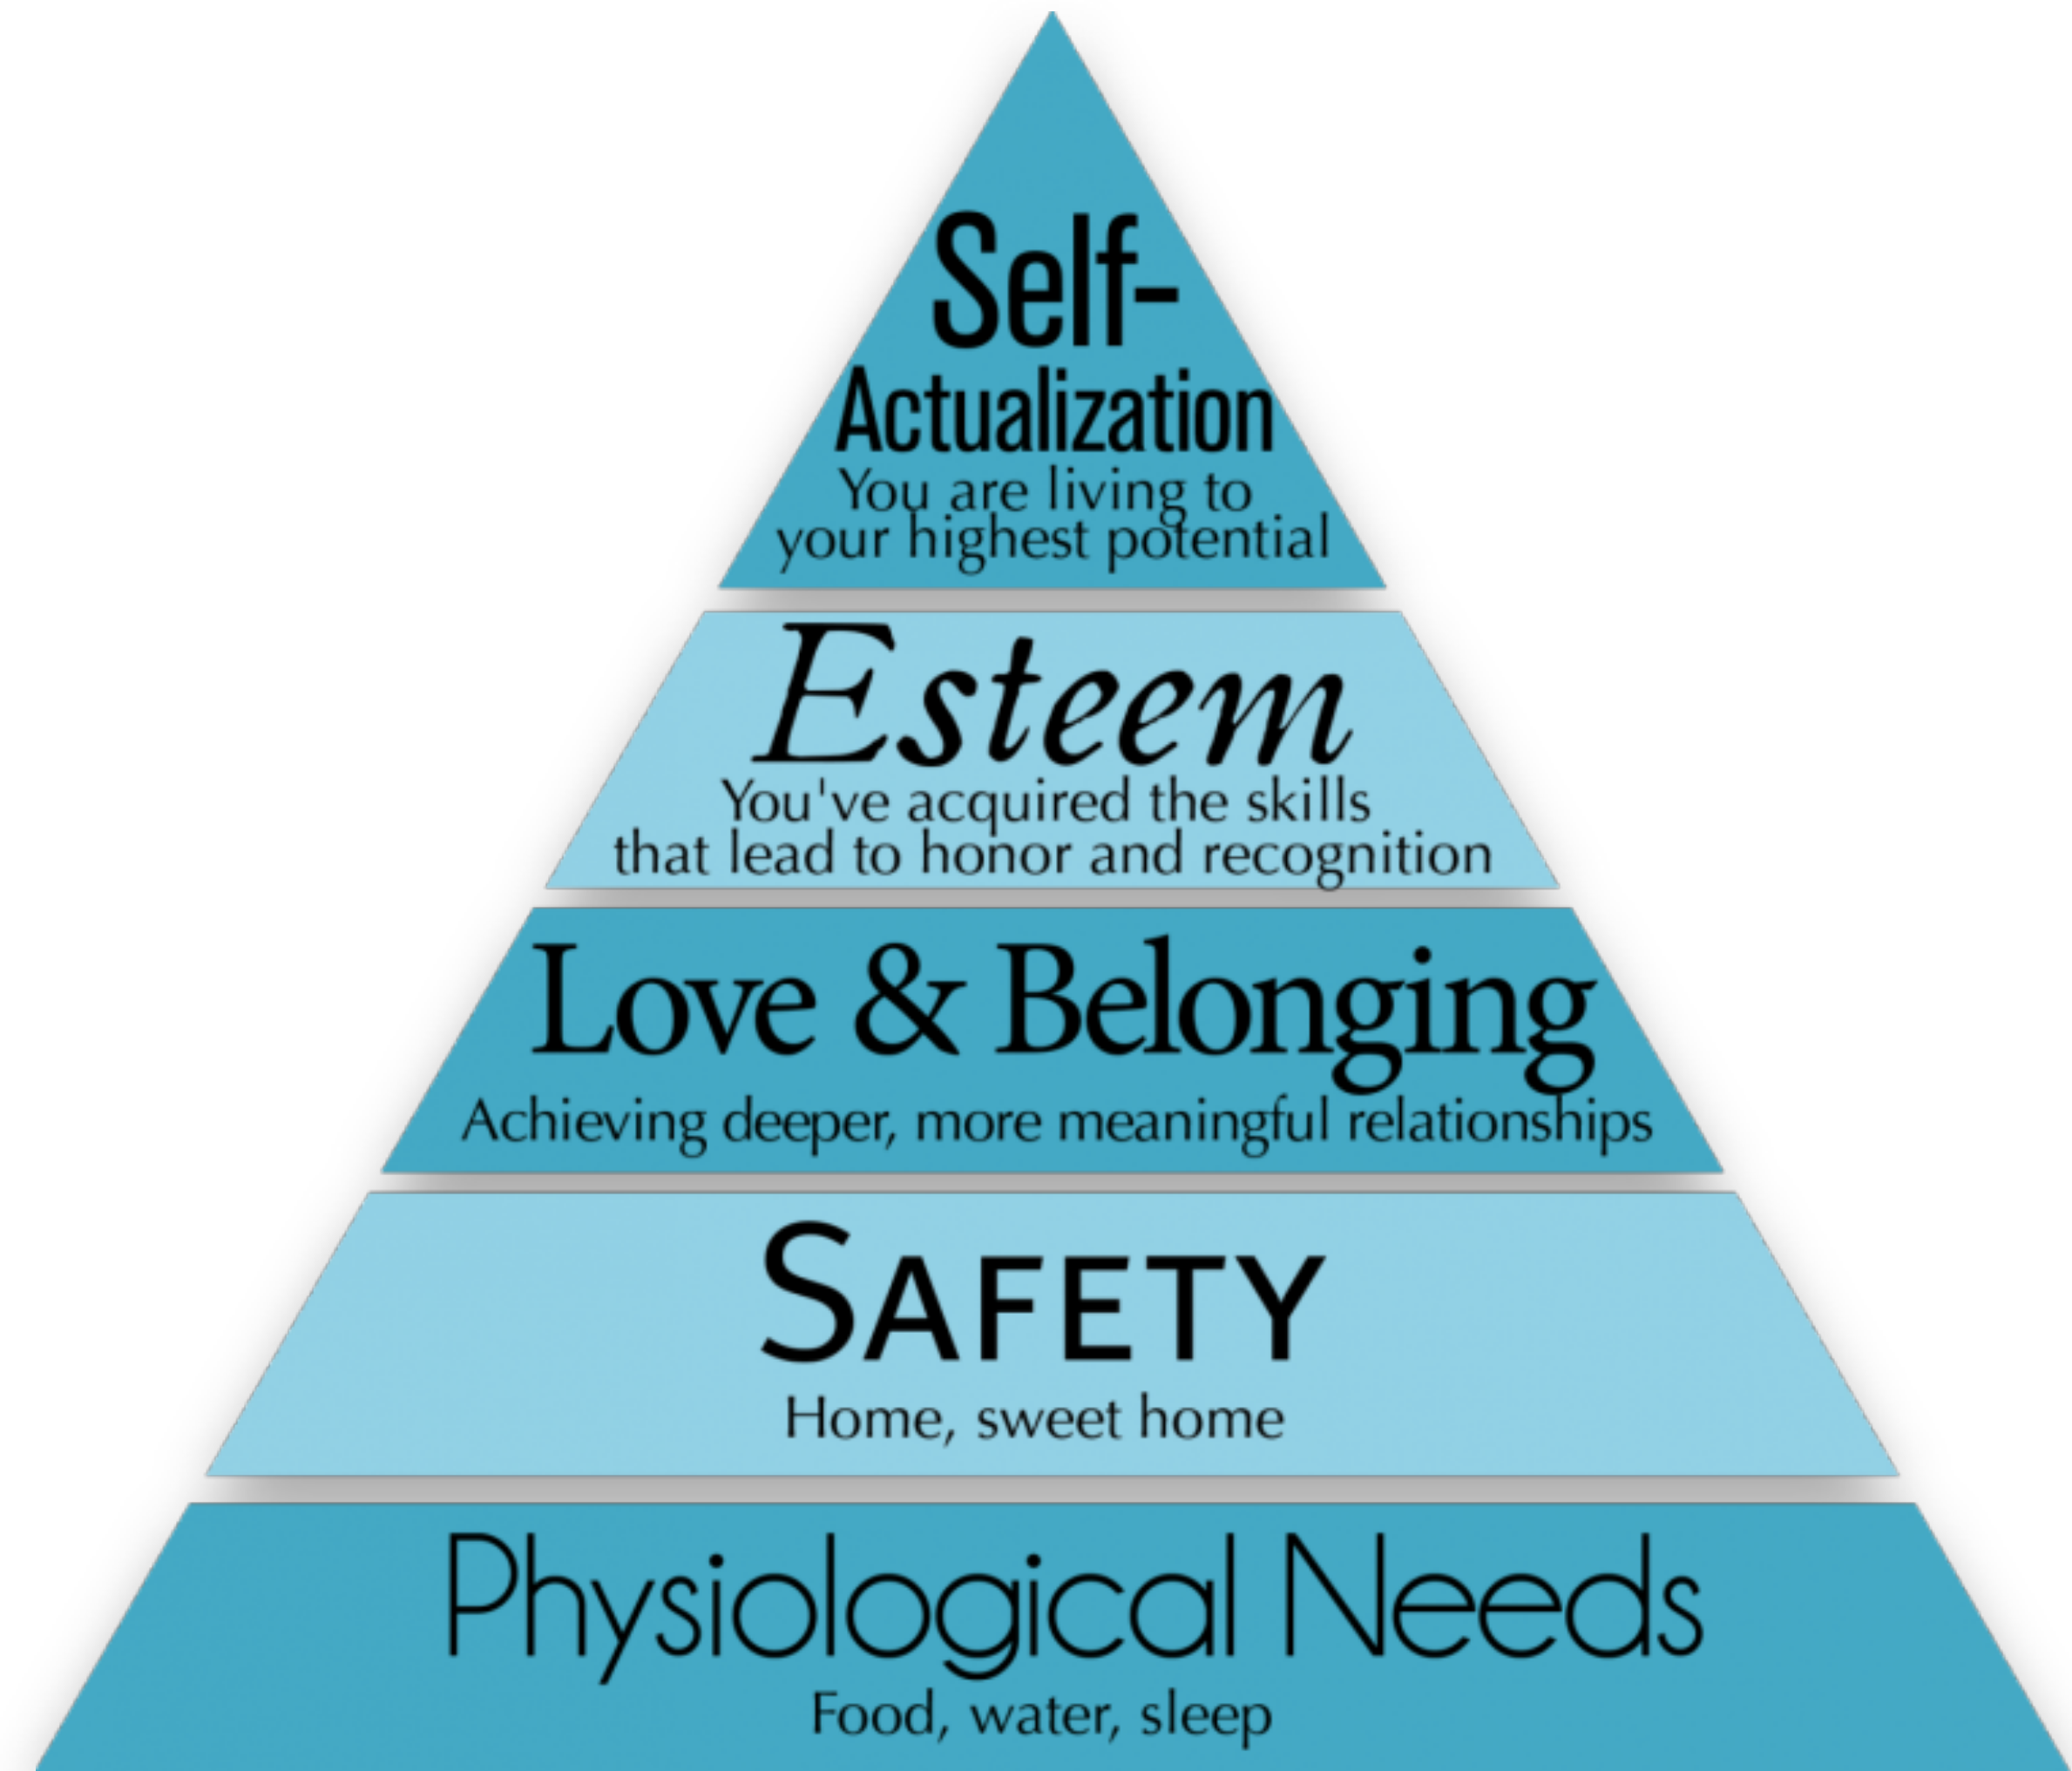 Self-
Actualization
You are living to
your highest potential
Esteem
You've acquired the skills
that lead to honor and recognition
Love & Belonging
Achieving deeper, more meaningful relationships
SAFETY
Home, sweet home
Physiological Needs
Food, water, sleep